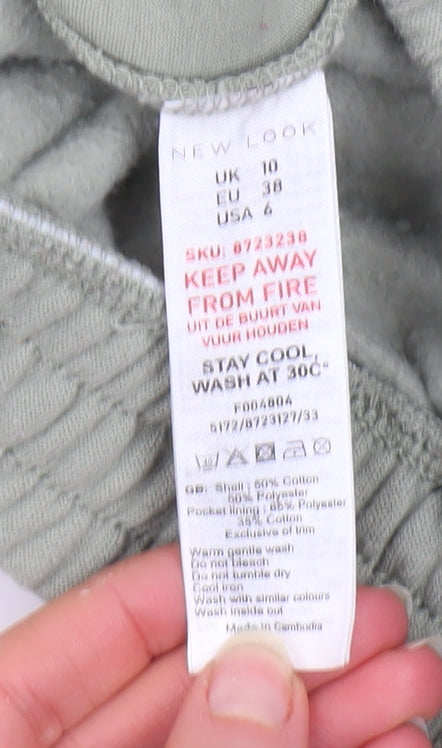 NEW LOOK
UK 10
EU 38
USA 6
SKU: 8723238
KEEP AWAY
FROM FIRE
UIT DE BUURT VAN
VUUR HOUDEN
STAY COOL,
WASH AT 30C°
F004804
5172/8723127/33
GB: Shell: 50% Cotton
50% Polyester
Pocket lining: 65% Polyester
35% Cotton
Exclusive of trim
Warm gentle wash
Do not bleach
Do not tumble dry
Cool iron
Wash with similar colours
Wash inside out
Made in Cambodia